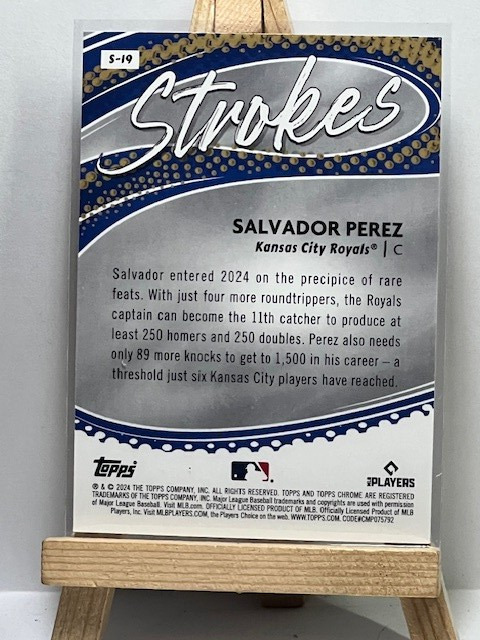 S-19
Strokes
SALVADOR PEREZ
Kansas City Royals® | C
Salvador entered 2024 on the precipice of rare
feats. With just four more roundtrippers, the Royals
captain can become the 11th catcher to produce at
least 250 homers and 250 doubles. Perez also needs
only 89 more knocks to get to 1,500 in his career – a
threshold just six Kansas City players have reached.
Topps
MLB PLAYERS
® & © 2024 THE TOPPS COMPANY, INC. ALL RIGHTS RESERVED. TOPPS AND TOPPS CHROME ARE REGISTERED
TRADEMARKS OF THE TOPPS COMPANY, INC. Major League Baseball trademarks and copyrights are used with permission
of Major League Baseball. Visit MLB.com. OFFICIALLY LICENSED PRODUCT OF MLB. Officially Licensed Product of MLB
Players, Inc. Visit MLBPLAYERS.COM, the Players Choice on the web. WWW.TOPPS.COM. CODE#CMP075792